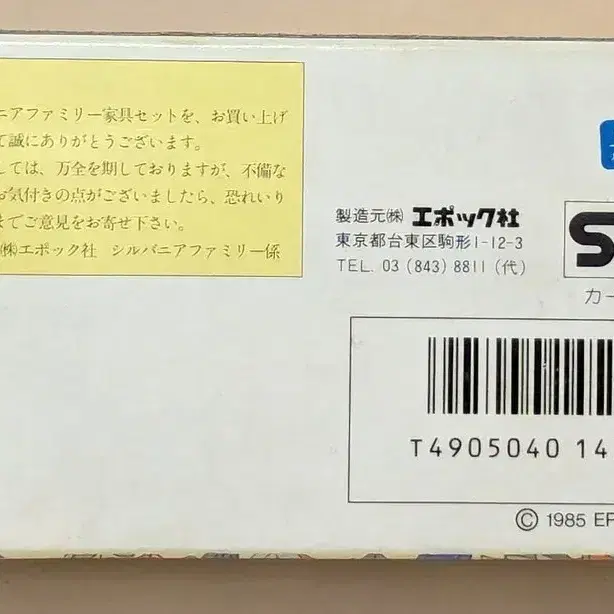 ニアファミリー家具セットを、お買い上げ
て誠にありがとうございます。
しては、万全を期しておりますが、不備な
お気付きの点がございましたら、恐れいり
までご意見をお寄せ下さい。
㈱エポック社 シルバニアファミリー係
製造元㈱ エポック社
東京都台東区駒形1-12-3
TEL. 03 (843) 8811 (代)
S
カー
T4905040 14
© 1985 EP